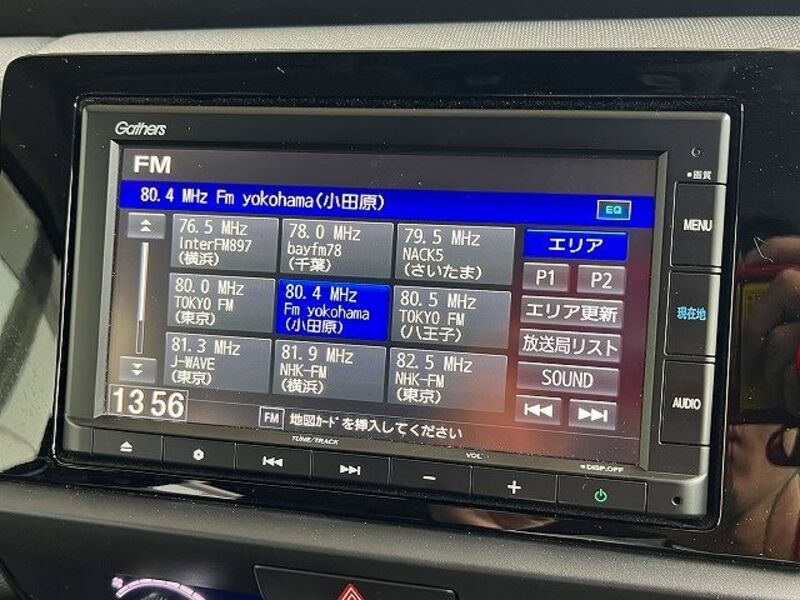 Gathers
FM
80.4 MHz Fm yokohama(小田原)
EQ
76.5 MHz
InterFM897
(横浜)
78.0 MHz
bayfm78
(千葉)
79.5 MHz
NACK5
(さいたま)
エリア
P1
P2
80.0 MHz
TOKYO FM
(東京)
80.4 MHz
Fm yokohama
(小田原)
80.5 MHz
TOKYO FM
(八王子)
エリア更新
放送局リスト
81.3 MHz
J-WAVE
(東京)
81.9 MHz
NHK-FM
(横浜)
82.5 MHz
NHK-FM
(東京)
SOUND
13 56
FM 地図ｶｰﾄﾞを挿入してください
画質
MENU
現在地
AUDIO
TUNE/TRACK
VOL
DISP.OFF